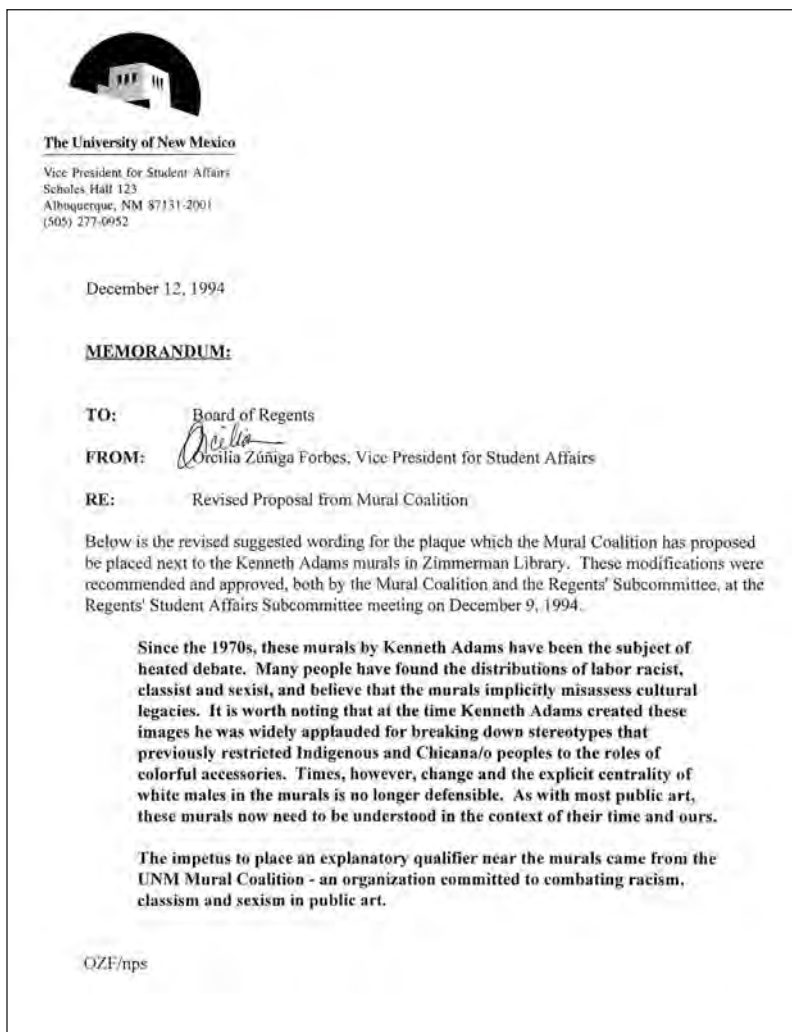 The University of New Mexico
Vice President for Student Affairs
Scholes Hall 123
Albuquerque, NM 87131-2001
(505) 277-0952
December 12, 1994
MEMORANDUM:
TO: Board of Regents
Orcilia
FROM: Orcilia Zúñiga Forbes, Vice President for Student Affairs
RE: Revised Proposal from Mural Coalition
Below is the revised suggested wording for the plaque which the Mural Coalition has proposed
be placed next to the Kenneth Adams murals in Zimmerman Library. These modifications were
recommended and approved, both by the Mural Coalition and the Regents' Subcommittee, at the
Regents' Student Affairs Subcommittee meeting on December 9, 1994.
Since the 1970s, these murals by Kenneth Adams have been the subject of
heated debate. Many people have found the distributions of labor racist,
classist and sexist, and believe that the murals implicitly misassess cultural
legacies. It is worth noting that at the time Kenneth Adams created these
images he was widely applauded for breaking down stereotypes that
previously restricted Indigenous and Chicana/o peoples to the roles of
colorful accessories. Times, however, change and the explicit centrality of
white males in the murals is no longer defensible. As with most public art,
these murals now need to be understood in the context of their time and ours.
The impetus to place an explanatory qualifier near the murals came from the
UNM Mural Coalition - an organization committed to combating racism,
classism and sexism in public art.
OZF/nps